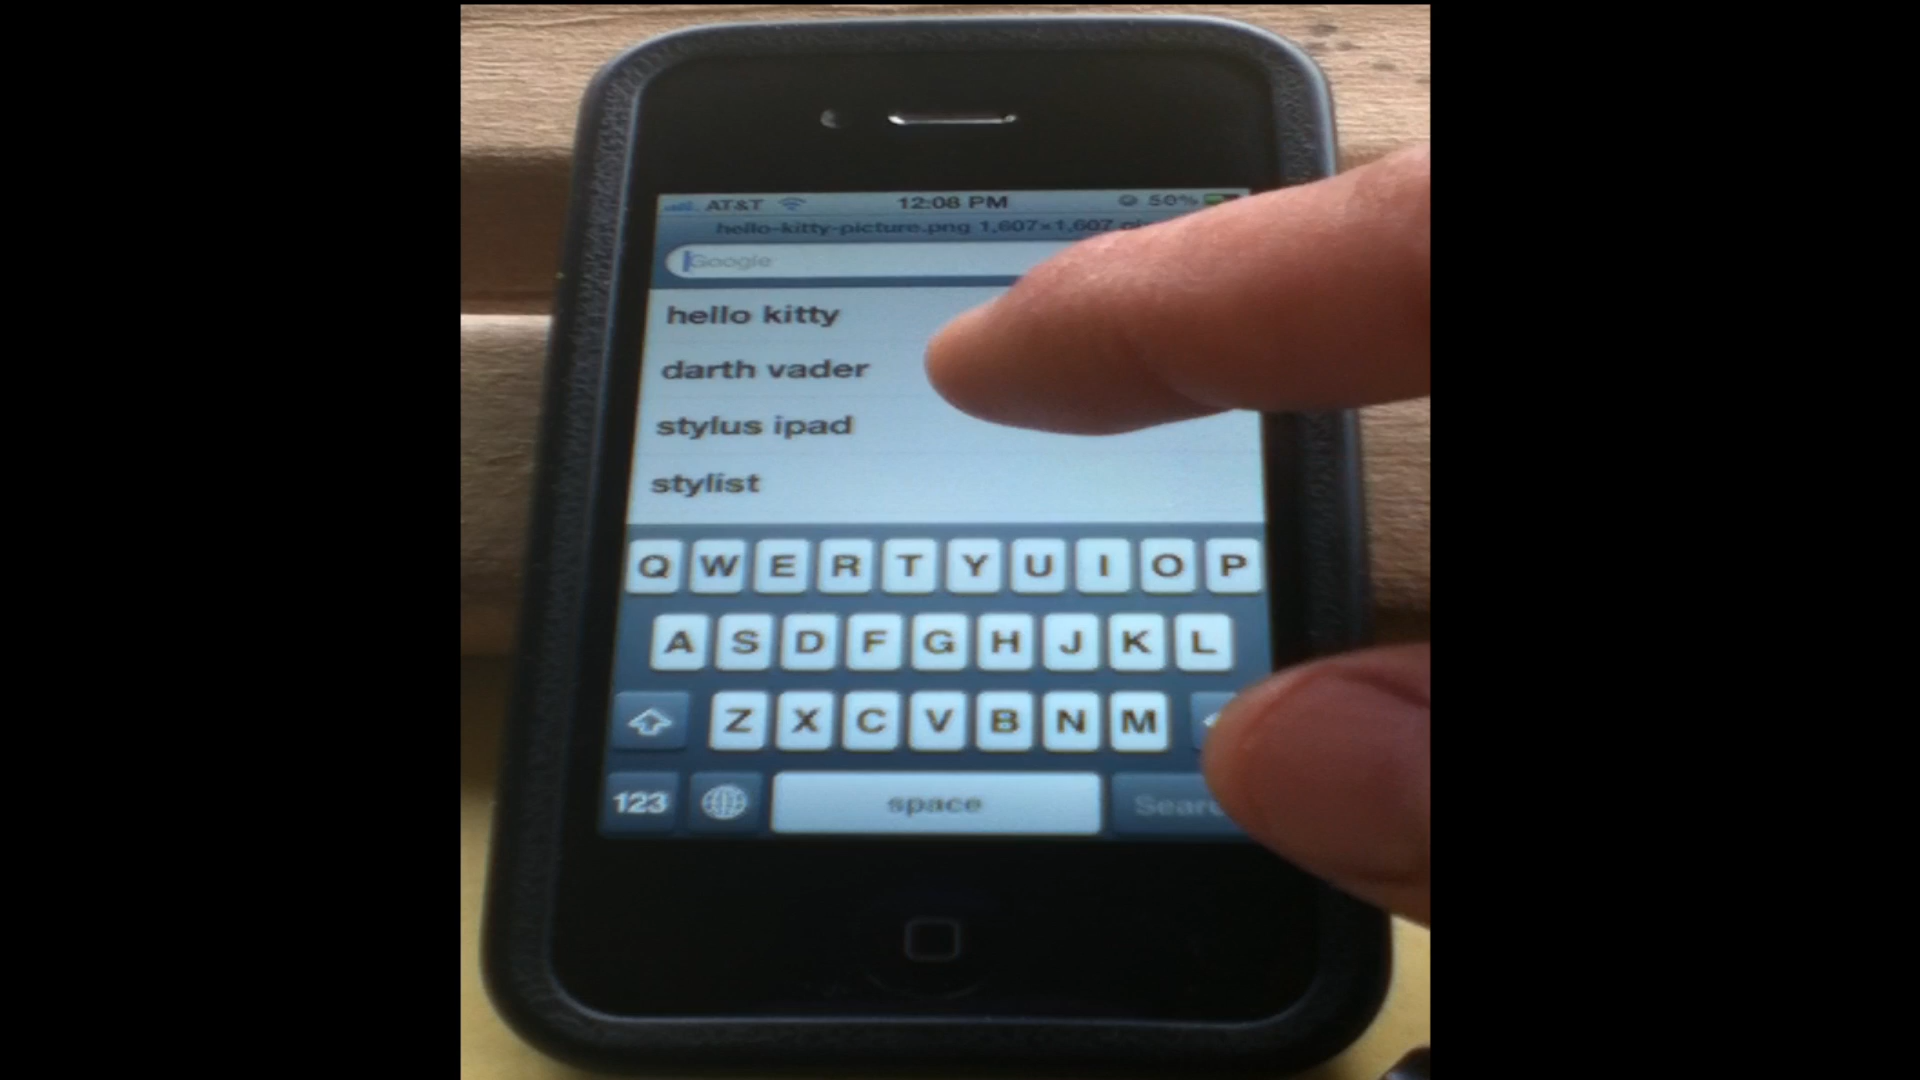 AT&T 12:08 PM 50%
hello-kitty-picture.png 1,607×1,607
Google
hello kitty
darth vader
stylus ipad
stylist
Q W E R T Y U I O P
A S D F G H J K L
Z X C V B N M
123 space